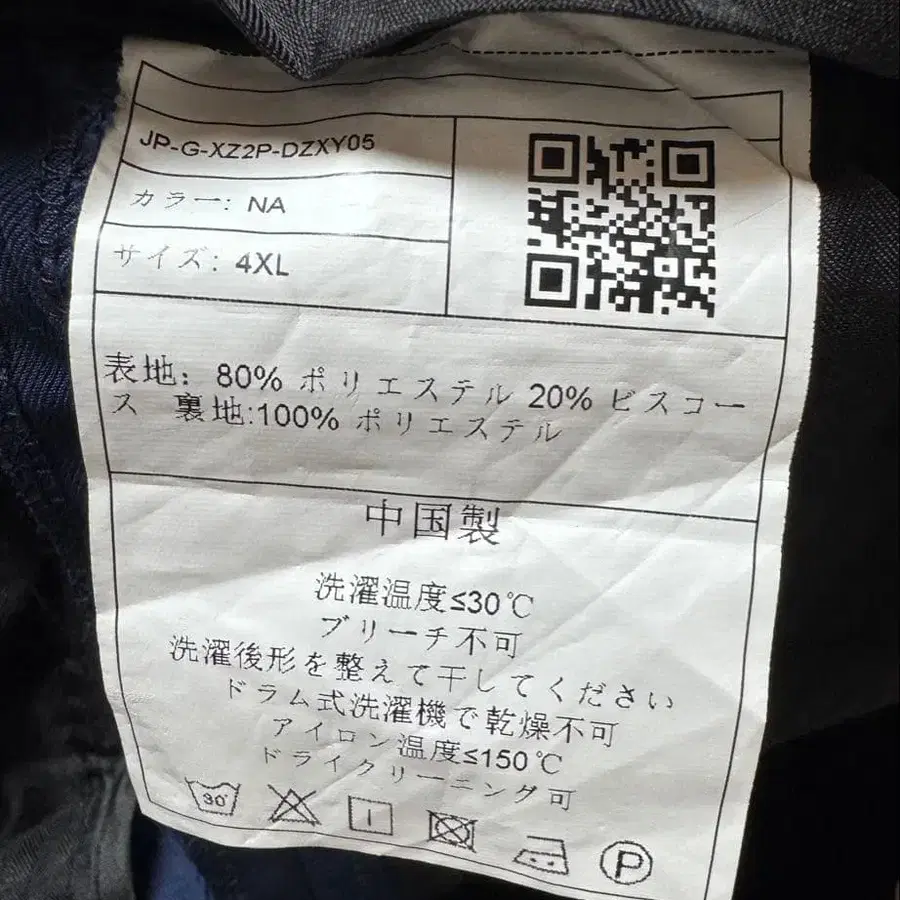 JP-G-XZ2P-DZXY05
カラー: NA
サイズ: 4XL
表地: 80% ポリエステル 20% ビスコー
ス 裏地:100% ポリエステル
中国製
洗濯温度≤30℃
ブリーチ不可
洗濯後形を整えて干してください
ドラム式洗濯機で乾燥不可
アイロン温度≤150℃
ドライクリーニング可
30°
P